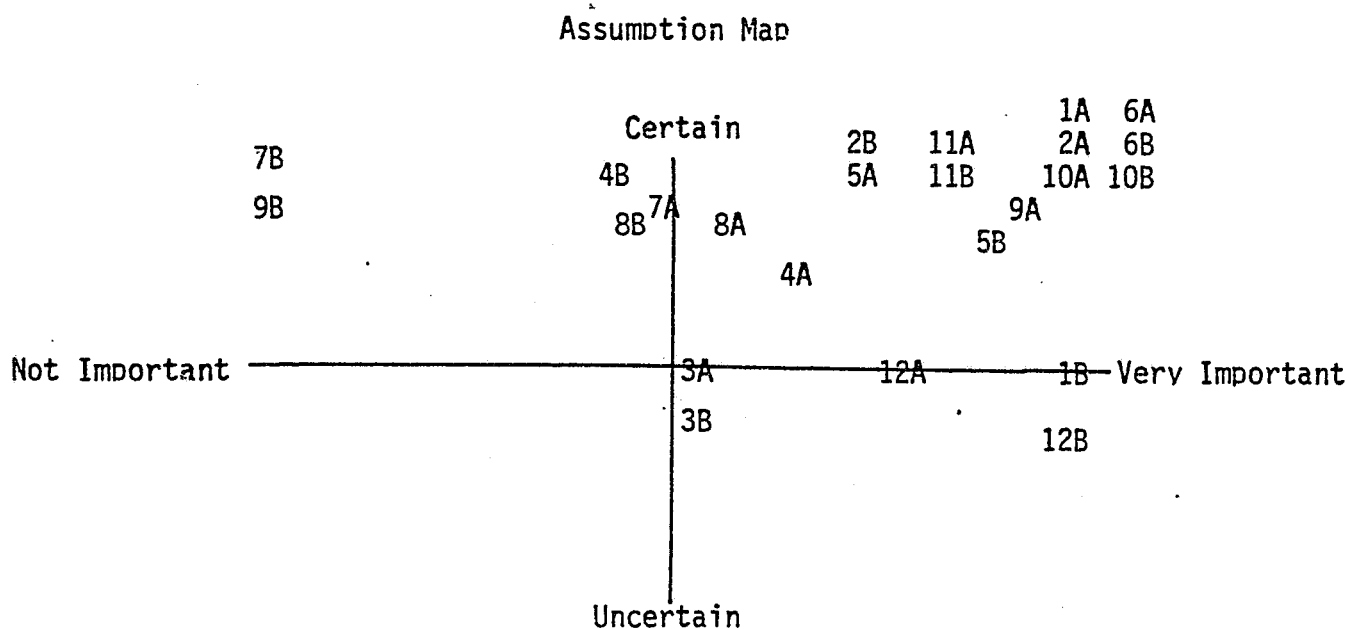 Assumption Map
1A 6A
Certain 2B 11A 2A 6B
7B 4B 5A 11B 10A 10B
9B 7A 9A
8B 8A 5B
4A
Not Important 3A 12A 1B Very Important
3B
12B
Uncertain